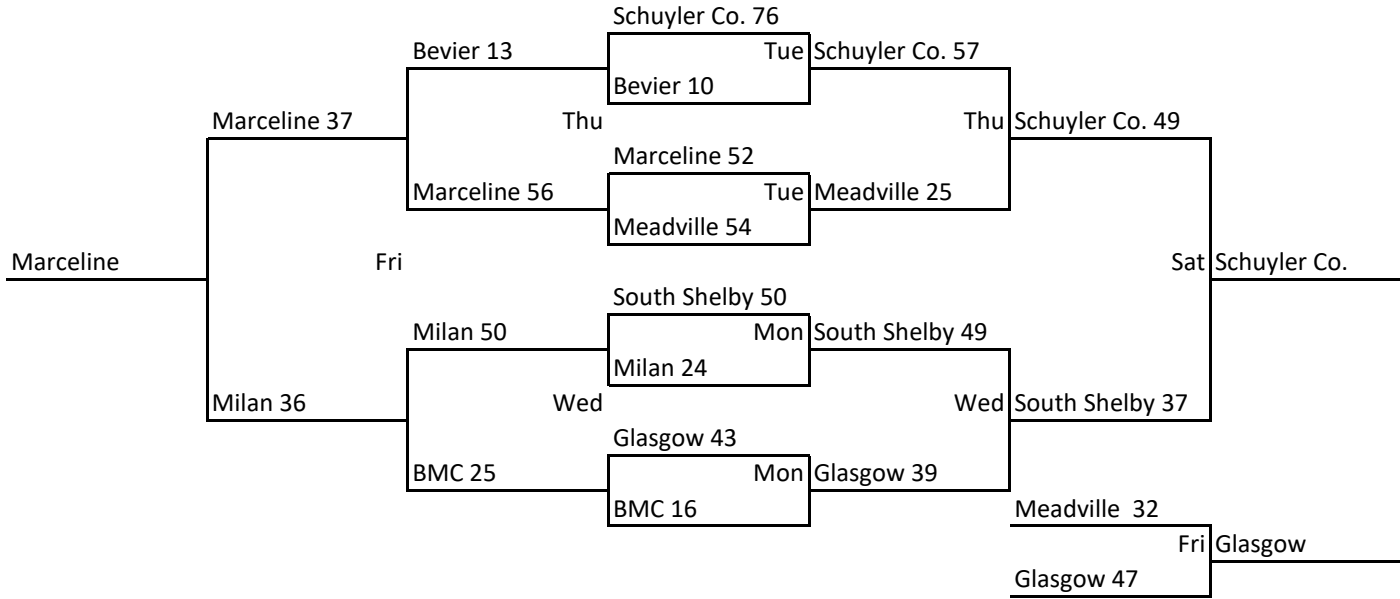 Schuyler Co. 76
Bevier 13
Tue Schuyler Co. 57
Bevier 10
Marceline 37
Thu
Thu Schuyler Co. 49
Marceline 52
Marceline 56
Tue Meadville 25
Meadville 54
Marceline
Fri
Sat Schuyler Co.
South Shelby 50
Milan 50
Mon South Shelby 49
Milan 24
Milan 36
Wed
Wed South Shelby 37
Glasgow 43
BMC 25
Mon Glasgow 39
BMC 16
Meadville  32
Fri Glasgow
Glasgow 47